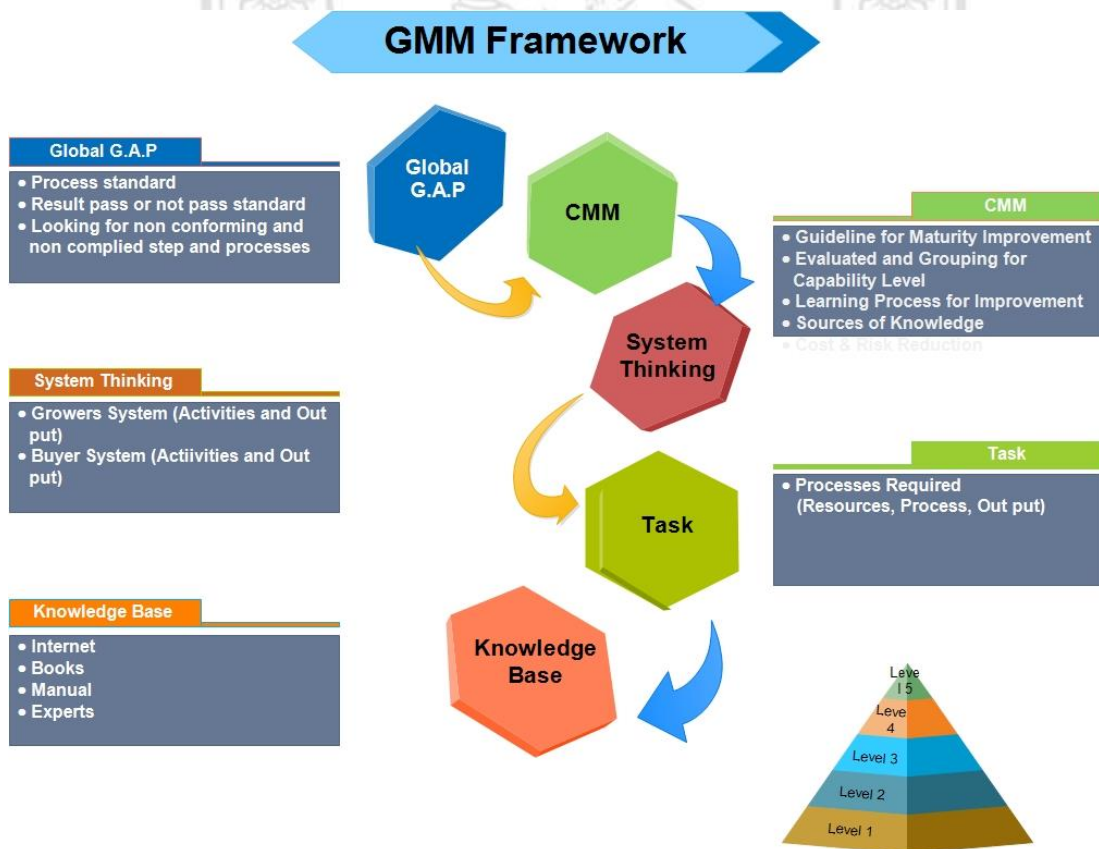 GMM Framework
Global G.A.P
• Process standard
• Result pass or not pass standard
• Looking for non conforming and
non complied step and processes
Global
G.A.P
CMM
CMM
• Guideline for Maturity Improvement
• Evaluated and Grouping for
Capability Level
• Learning Process for Improvement
• Sources of Knowledge
• Cost & Risk Reduction
System
Thinking
System Thinking
• Growers System (Activities and Out
put)
• Buyer System (Actiivities and Out
put)
Task
Task
• Processes Required
(Resources, Process, Out put)
Knowledge Base
• Internet
• Books
• Manual
• Experts
Knowledge
Base
Leve
l 5
Leve
4
Level 3
Level 2
Level 1